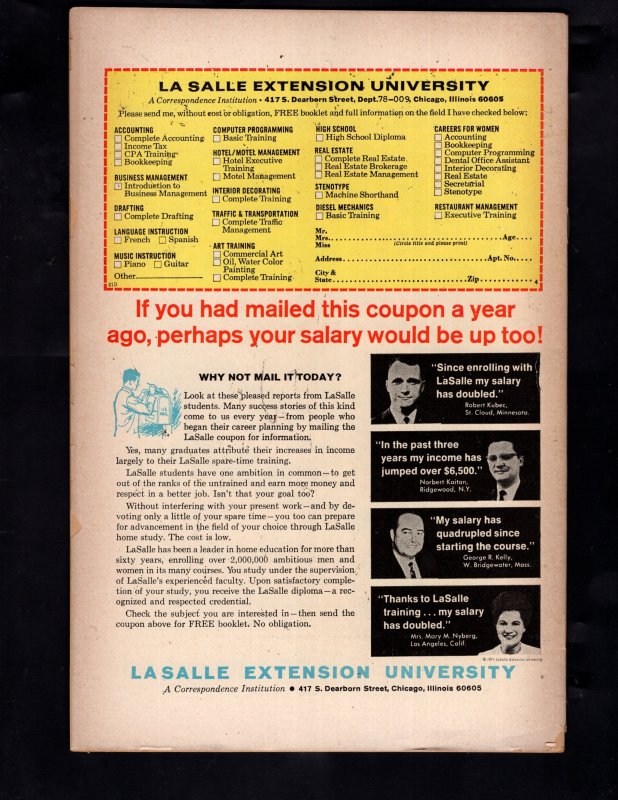 LA SALLE EXTENSION UNIVERSITY
A Correspondence Institution • 417 S. Dearborn Street, Dept. 78-009, Chicago, Illinois 60605
Please send me, without cost or obligation, FREE booklet and full information on the field I have checked below:
ACCOUNTING
Complete Accounting
Income Tax
CPA Training
Bookkeeping
BUSINESS MANAGEMENT
Introduction to
Business Management
DRAFTING
Complete Drafting
LANGUAGE INSTRUCTION
French Spanish
MUSIC INSTRUCTION
Piano Guitar
Other
COMPUTER PROGRAMMING
Basic Training
HOTEL/MOTEL MANAGEMENT
Hotel Executive
Training
Motel Management
INTERIOR DECORATING
Complete Training
TRAFFIC & TRANSPORTATION
Complete Traffic
Management
ART TRAINING
Commercial Art
Oil, Water Color
Painting
Complete Training
HIGH SCHOOL
High School Diploma
REAL ESTATE
Complete Real Estate
Real Estate Brokerage
Real Estate Management
STENOTYPE
Machine Shorthand
DIESEL MECHANICS
Basic Training
CAREERS FOR WOMEN
Accounting
Bookkeeping
Computer Programming
Dental Office Assistant
Interior Decorating
Real Estate
Secretarial
Stenotype
RESTAURANT MANAGEMENT
Executive Training
Mr.
Mrs. Age
Miss (Circle title and please print)
Address Apt. No.
City &
State Zip
4
If you had mailed this coupon a year
ago, perhaps your salary would be up too!
WHY NOT MAIL IT TODAY?
Look at these pleased reports from LaSalle
students. Many success stories of this kind
come to us every year—from people who
began their career planning by mailing the
LaSalle coupon for information.
Yes, many graduates attribute their increases in income
largely to their LaSalle spare-time training.
LaSalle students have one ambition in common—to get
out of the ranks of the untrained and earn more money and
respect in a better job. Isn't that your goal too?
Without interfering with your present work—and by de-
voting only a little of your spare time—you too can prepare
for advancement in the field of your choice through LaSalle
home study. The cost is low.
LaSalle has been a leader in home education for more than
sixty years, enrolling over 2,000,000 ambitious men and
women in its many courses. You study under the supervision
of LaSalle's experienced faculty. Upon satisfactory comple-
tion of your study, you receive the LaSalle diploma—a rec-
ognized and respected credential.
Check the subject you are interested in—then send the
coupon above for FREE booklet. No obligation.
"Since enrolling with
LaSalle my salary
has doubled."
Robert Kubec,
St. Cloud, Minnesota.
"In the past three
years my income has
jumped over $6,500."
Norbert Kaitan,
Ridgewood, N.Y.
"My salary has
quadrupled since
starting the course."
George R. Kelly,
W. Bridgewater, Mass.
"Thanks to LaSalle
training ... my salary
has doubled."
Mrs. Mary M. Nyberg,
Los Angeles, Calif.
LA SALLE EXTENSION UNIVERSITY
A Correspondence Institution • 417 S. Dearborn Street, Chicago, Illinois 60605